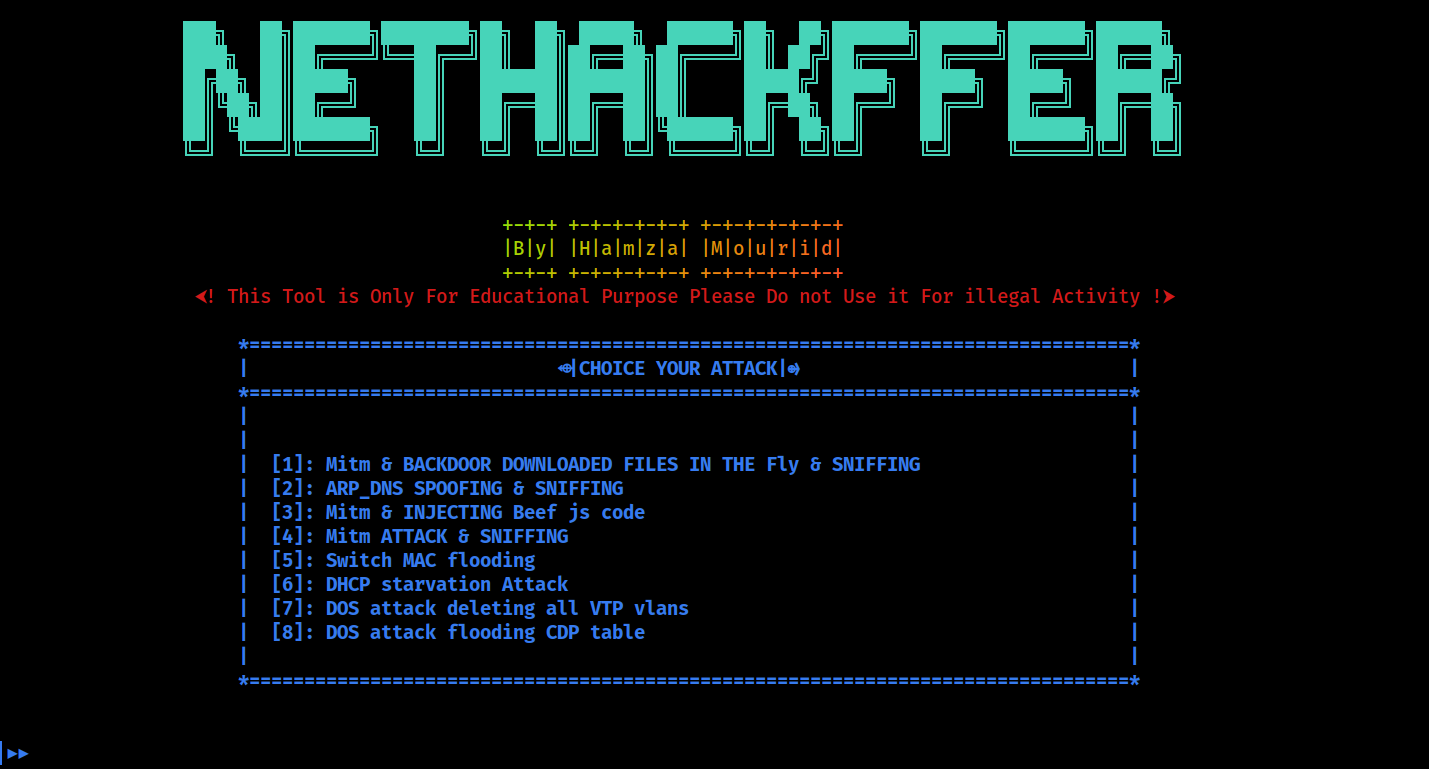 NETHACKFFER
|B|y| |H|a|m|z|a| |M|o|u|r|i|d|
<! This Tool is Only For Educational Purpose Please Do not Use it For illegal Activity !>
|CHOICE YOUR ATTACK|
[1]: Mitm & BACKDOOR DOWNLOADED FILES IN THE Fly & SNIFFING
[2]: ARP_DNS SPOOFING & SNIFFING
[3]: Mitm & INJECTING Beef js code
[4]: Mitm ATTACK & SNIFFING
[5]: Switch MAC flooding
[6]: DHCP starvation Attack
[7]: DOS attack deleting all VTP vlans
[8]: DOS attack flooding CDP table